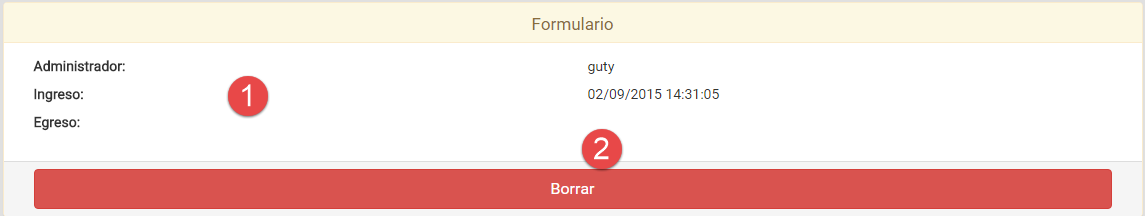 Formulario
Administrador: guty
Ingreso: 02/09/2015 14:31:05
1
Egreso:
2
Borrar